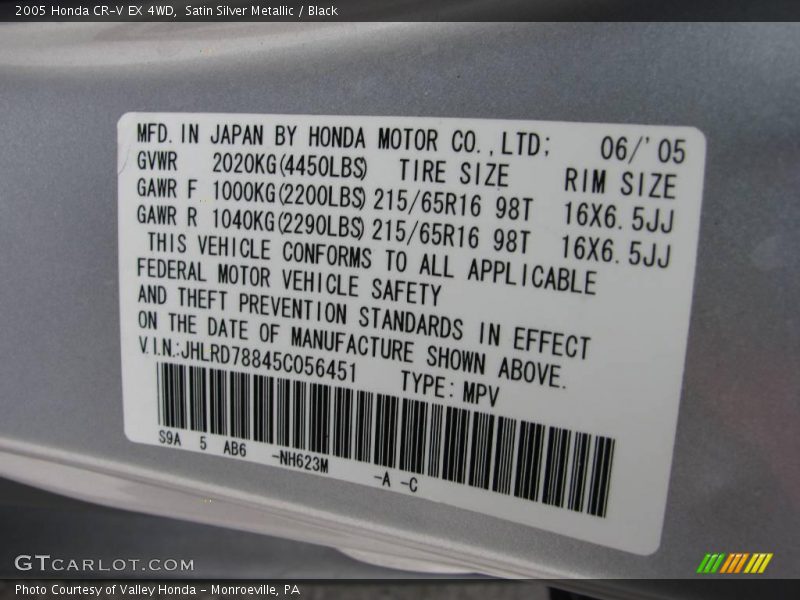 2005 Honda CR-V EX 4WD, Satin Silver Metallic / Black
MFD. IN JAPAN BY HONDA MOTOR CO.,LTD; 06/'05
GVWR 2020KG(4450LBS) TIRE SIZE RIM SIZE
GAWR F 1000KG(2200LBS) 215/65R16 98T 16X6.5JJ
GAWR R 1040KG(2290LBS) 215/65R16 98T 16X6.5JJ
THIS VEHICLE CONFORMS TO ALL APPLICABLE
FEDERAL MOTOR VEHICLE SAFETY
AND THEFT PREVENTION STANDARDS IN EFFECT
ON THE DATE OF MANUFACTURE SHOWN ABOVE.
V.I.N.:JHLRD78845C056451 TYPE: MPV
S9A 5 AB6 -NH623M -A -C
GTCARLOT.COM
Photo Courtesy of Valley Honda - Monroeville, PA